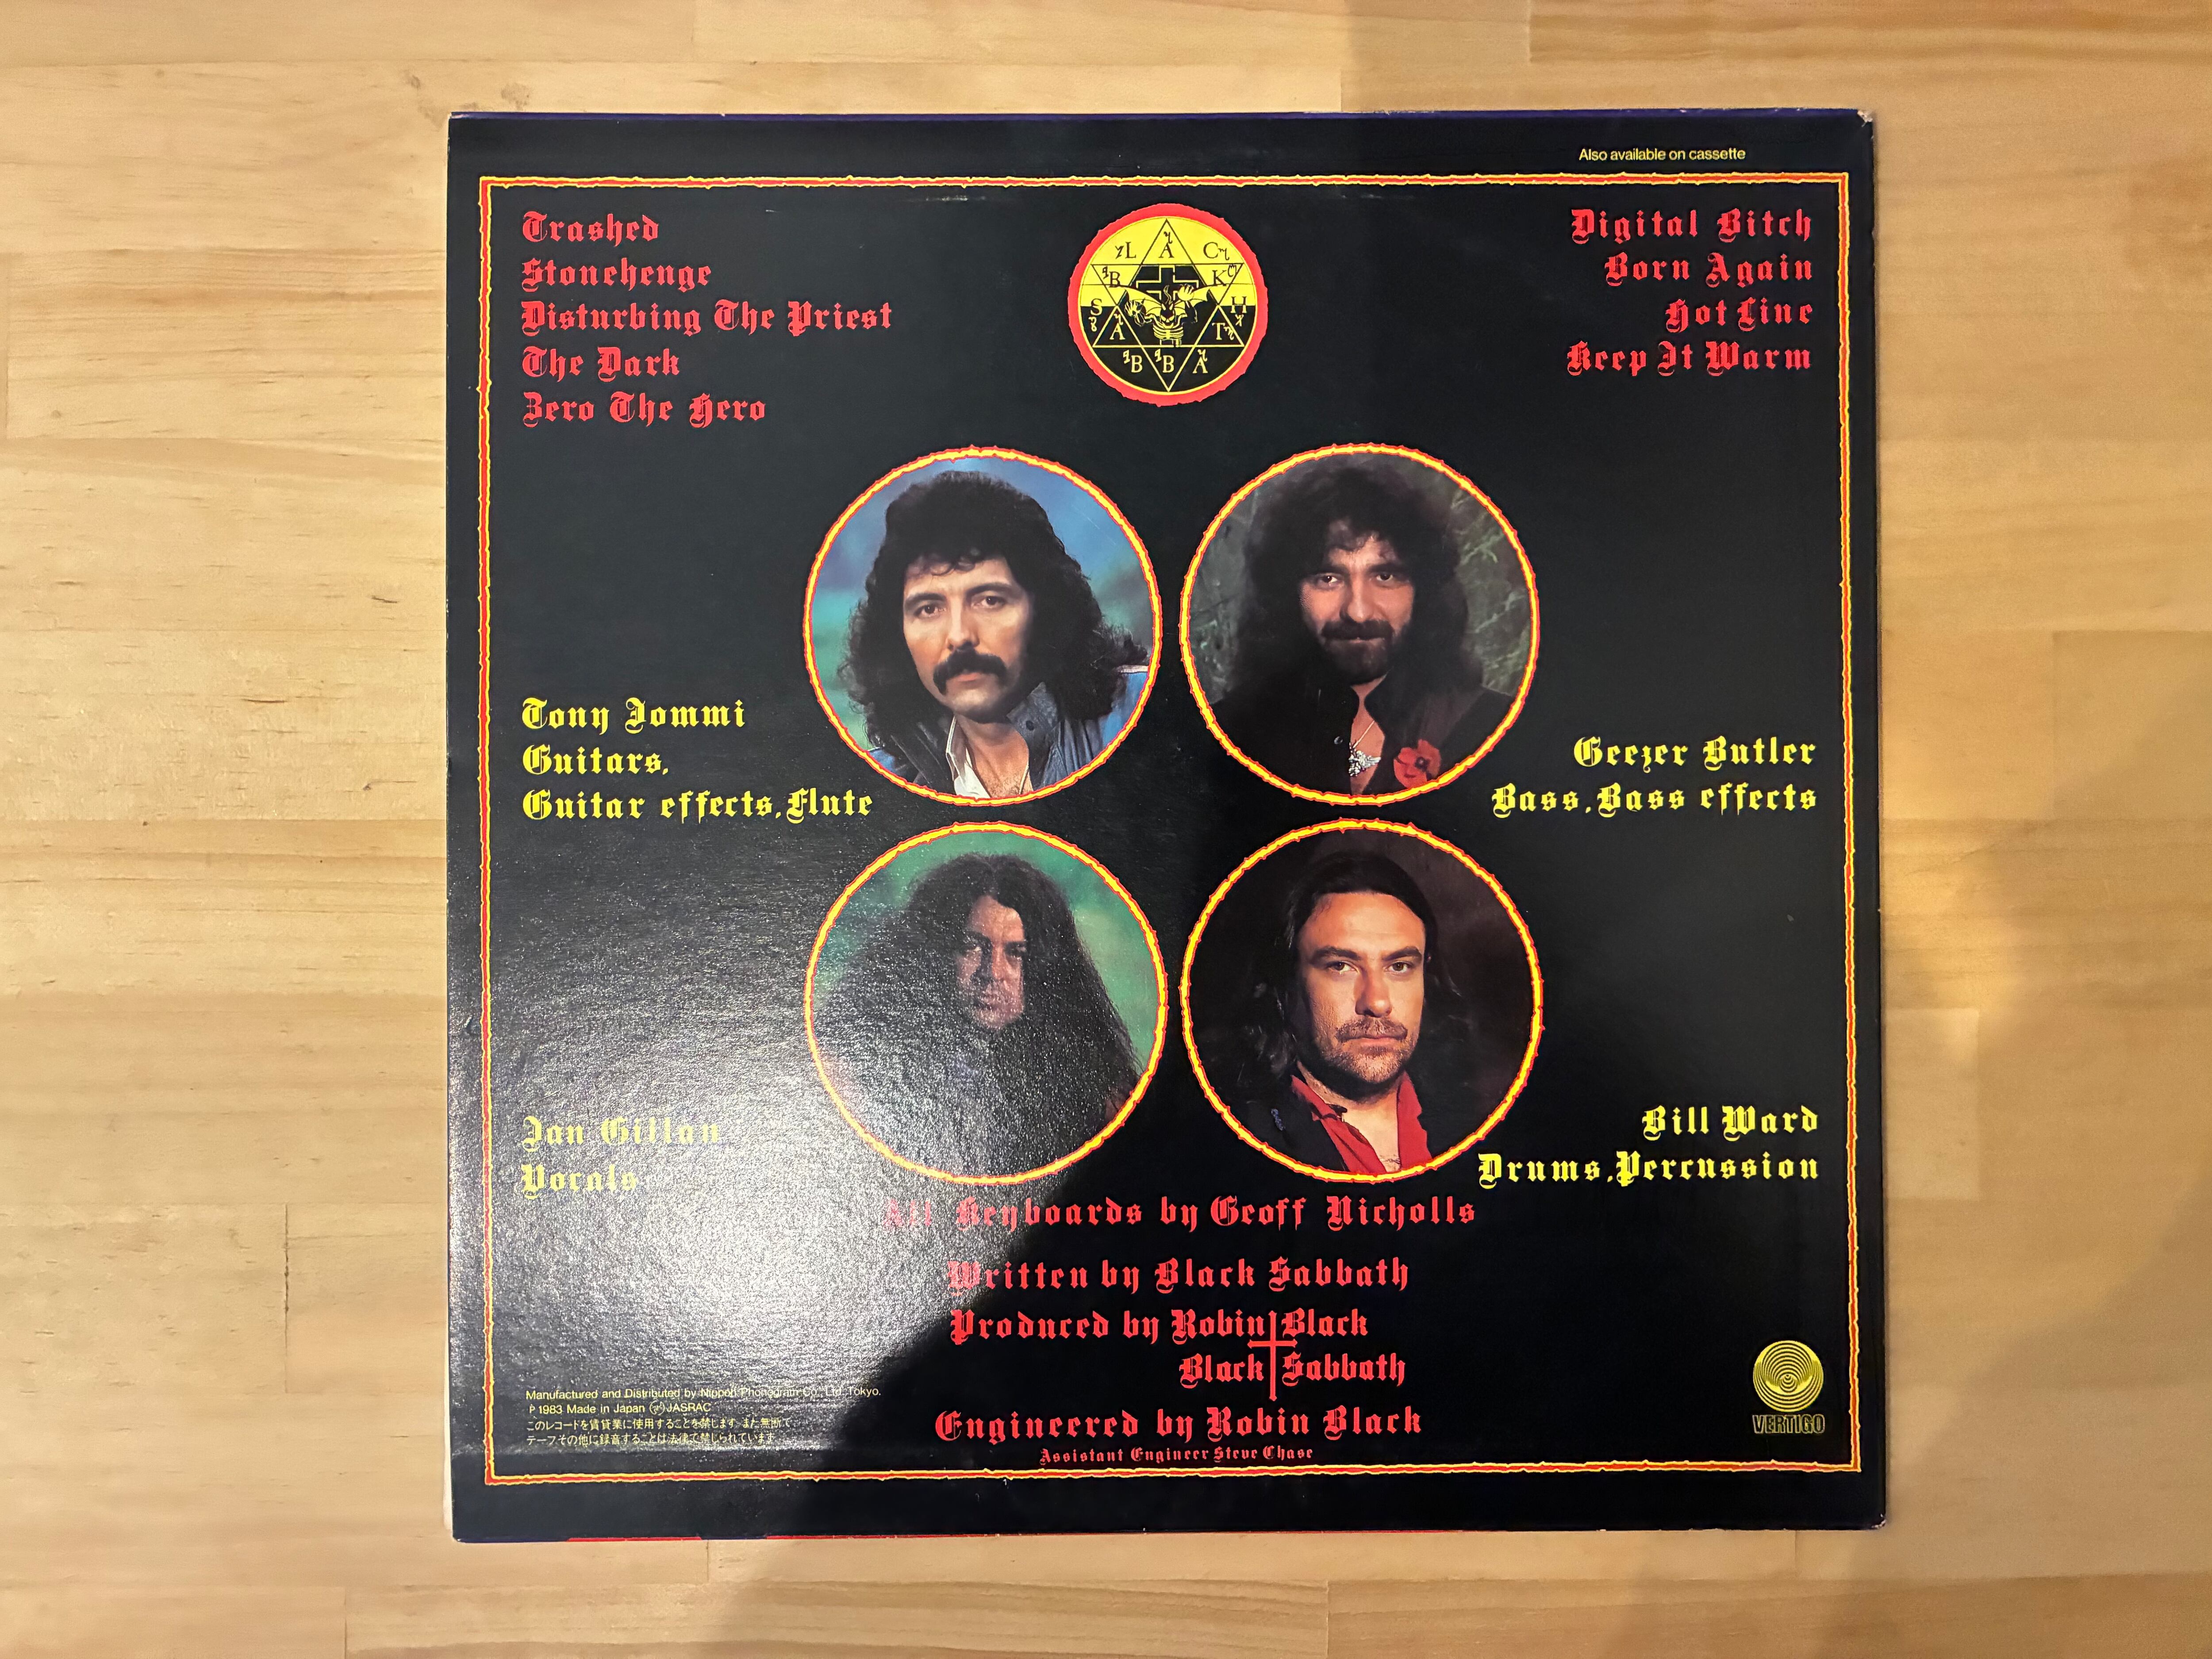 Also available on cassette
Trashed
Stonehenge
Disturbing The Priest
The Dark
Zero The Hero
BLACK
SABBATH
Digital Bitch
Born Again
Hot Line
Keep It Warm
Tony Iommi
Guitars,
Guitar effects, Flute
Geezer Butler
Bass, Bass effects
Ian Gillan
Vocals
Bill Ward
Drums, Percussion
All Keyboards by Geoff Nicholls
Written by Black Sabbath
Produced by Robin Black
Black Sabbath
Engineered by Robin Black
Assistant Engineer Steve Chase
Manufactured and Distributed by Nippon Phonogram Co., Ltd. Tokyo.
℗ 1983 Made in Japan JASRAC
このレコードを賃貸業に使用することを禁じます。また無断で
テープその他に録音することは法律で禁じられています。
VERTIGO